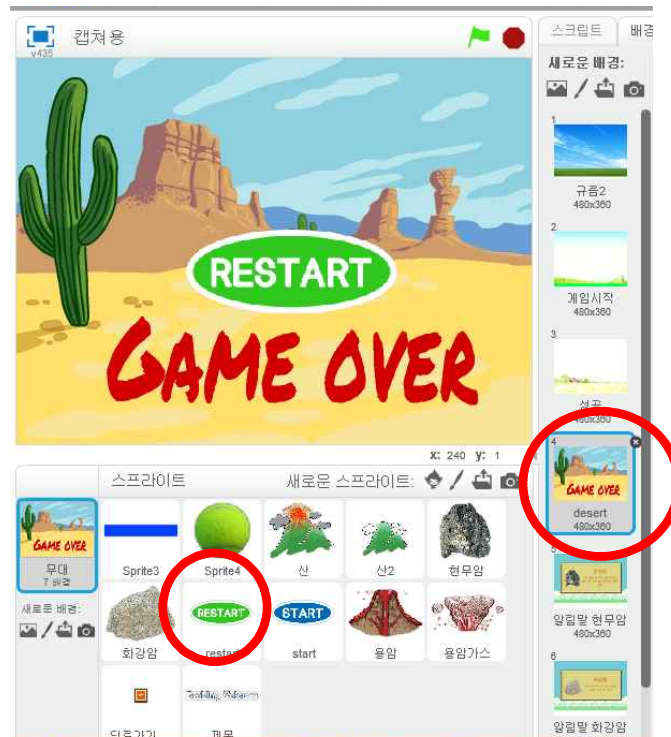 캡쳐용
v435
스크립트
배경
새로운 배경:
RESTART
GAME OVER
x: 240 y: 1
1
규름2
480x360
2
게임시작
480x360
3
성공
480x360
4
GAME OVER
desert
480x360
알림말 현무암
480x360
6
알림말 화강암
스프라이트
새로운 스프라이트:
GAME OVER
무대
7 배경
새로운 배경:
Sprite3
Sprite4
산
산2
현무암
RESTART
START
화강암
restart
start
용암
용암가스
제목